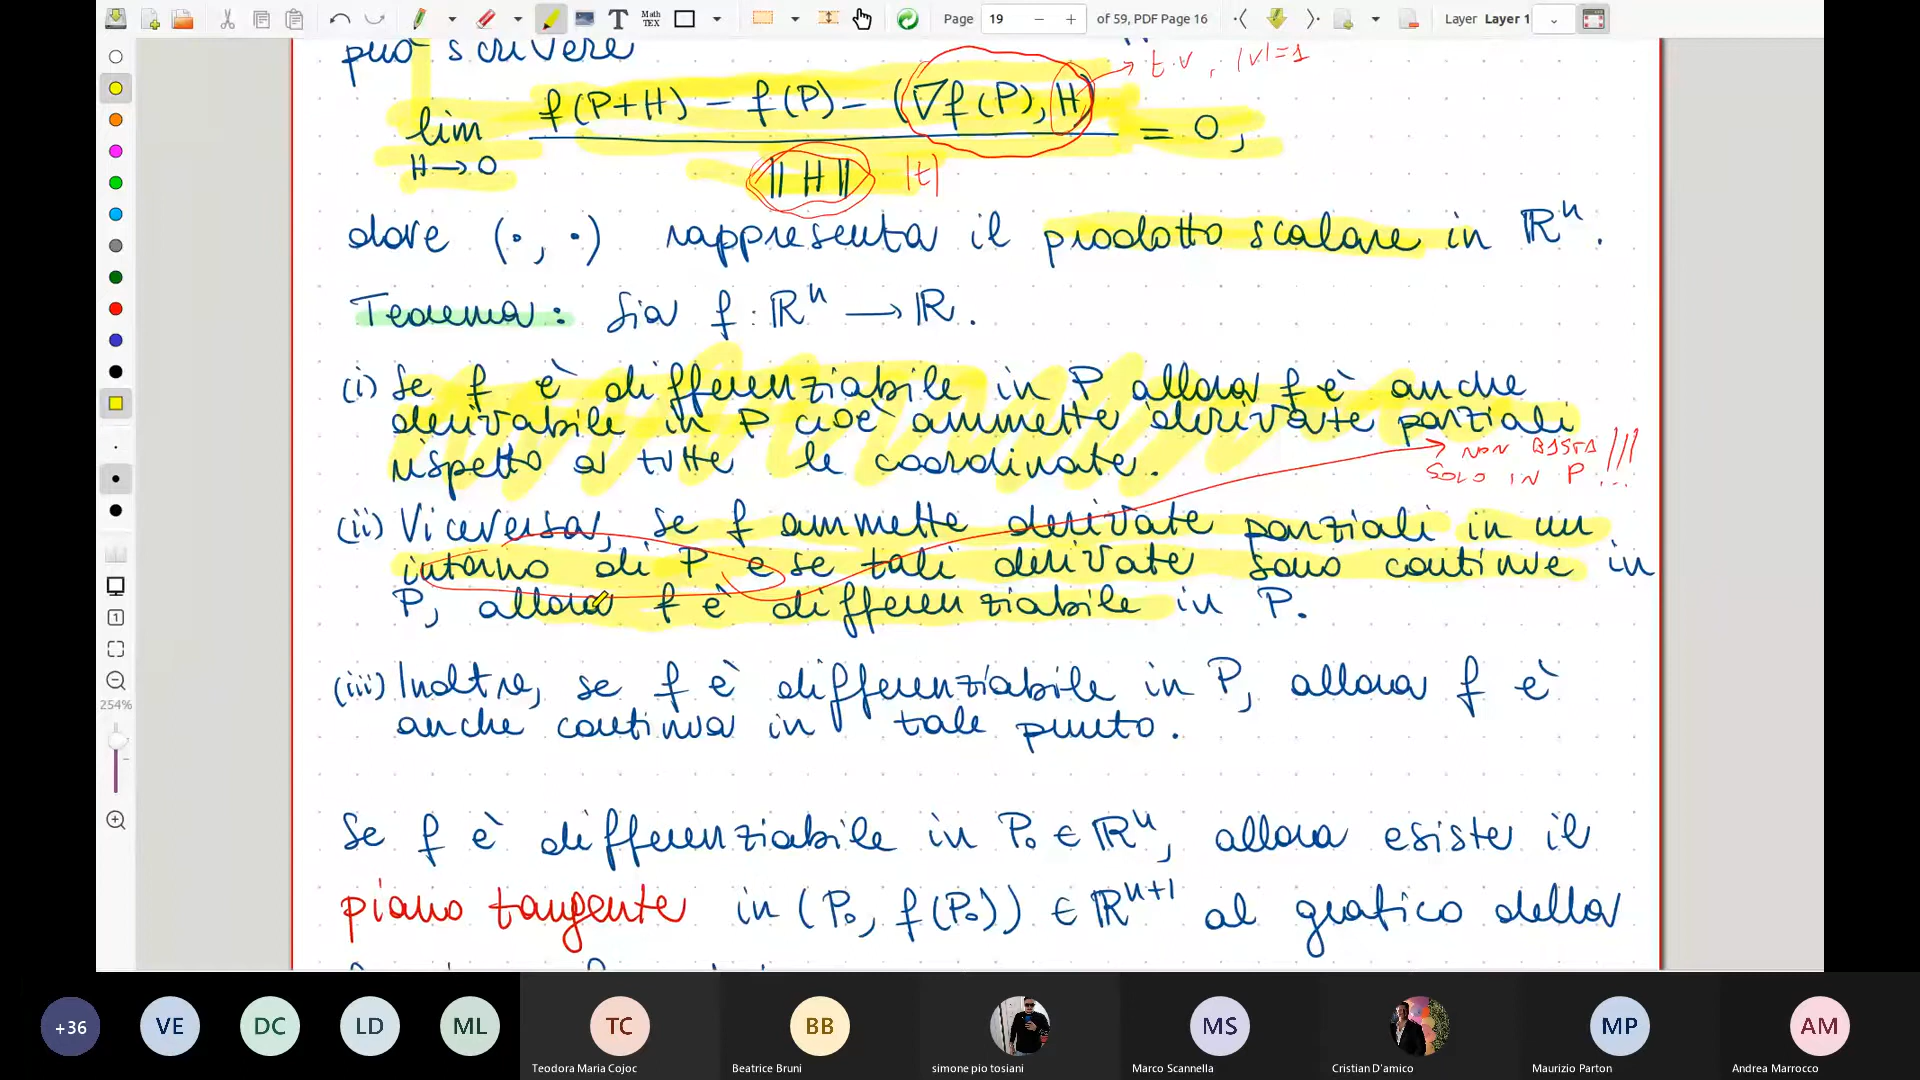 Page 19 of 59, PDF Page 16 Layer Layer 1
può scrivere
t·v, |v|=1
lim H→0 f(P+H) − f(P) − (∇f(P), H) / ‖H‖ = 0,
|t|
dove (·, ·) rappresenta il prodotto scalare in ℝⁿ.
Teorema: Sia f: ℝⁿ → ℝ.
(i) Se f è differenziabile in P allora f è anche
derivabile in P cioè ammette derivate parziali
rispetto a tutte le coordinate.
NON BASTA !!!
SOLO IN P ...
(ii) Viceversa, se f ammette derivate parziali in un
intorno di P e se tali derivate sono continue in
P, allora f è differenziabile in P.
(iii) Inoltre, se f è differenziabile in P, allora f è
anche continua in tale punto.
Se f è differenziabile in P₀ ∈ ℝⁿ, allora esiste il
piano tangente in (P₀, f(P₀)) ∈ ℝⁿ⁺¹ al grafico della
T
Math
TEX
1
254%
+36
VE
DC
LD
ML
TC
BB
MS
MP
AM
Teodora Maria Cojoc
Beatrice Bruni
simone pio tosiani
Marco Scannella
Cristian D'amico
Maurizio Parton
Andrea Marrocco